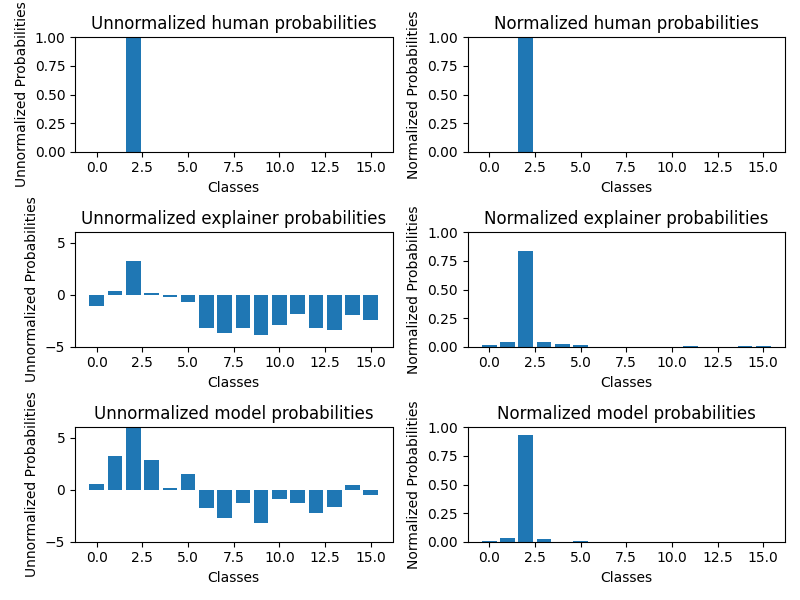 Unnormalized human probabilities
Unnormalized Probabilities
1.00
0.75
0.50
0.25
0.00
0.0 2.5 5.0 7.5 10.0 12.5 15.0
Classes
Normalized human probabilities
Normalized Probabilities
1.00
0.75
0.50
0.25
0.00
0.0 2.5 5.0 7.5 10.0 12.5 15.0
Classes
Unnormalized explainer probabilities
Unnormalized Probabilities
5
0
−5
0.0 2.5 5.0 7.5 10.0 12.5 15.0
Classes
Normalized explainer probabilities
Normalized Probabilities
1.00
0.75
0.50
0.25
0.00
0.0 2.5 5.0 7.5 10.0 12.5 15.0
Classes
Unnormalized model probabilities
Unnormalized Probabilities
5
0
−5
0.0 2.5 5.0 7.5 10.0 12.5 15.0
Classes
Normalized model probabilities
Normalized Probabilities
1.00
0.75
0.50
0.25
0.00
0.0 2.5 5.0 7.5 10.0 12.5 15.0
Classes